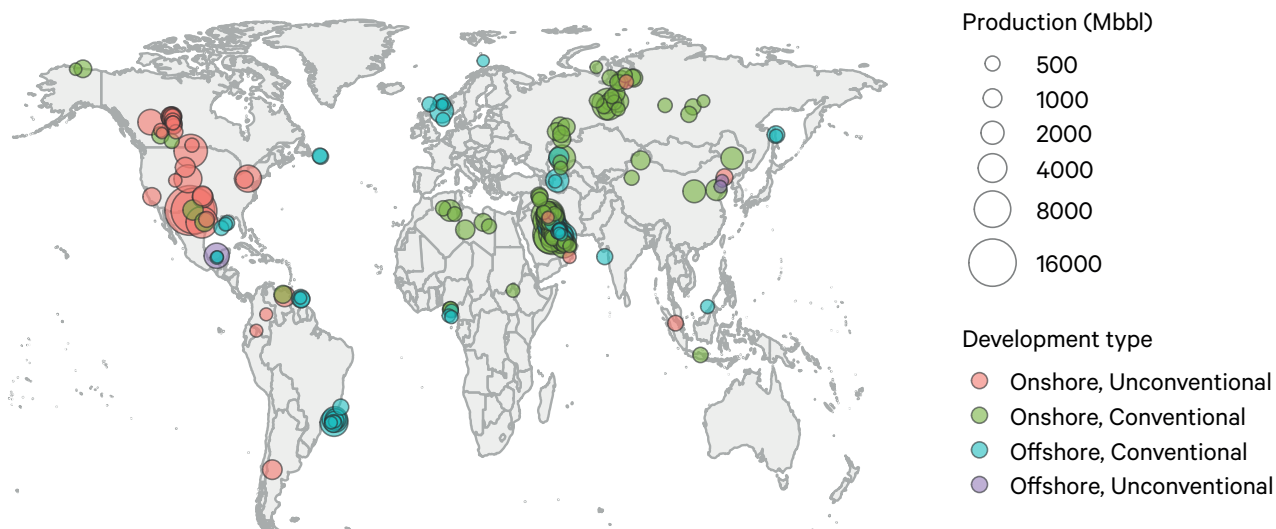 Production (Mbbl)
500
1000
2000
4000
8000
16000
Development type
Onshore, Unconventional
Onshore, Conventional
Offshore, Conventional
Offshore, Unconventional